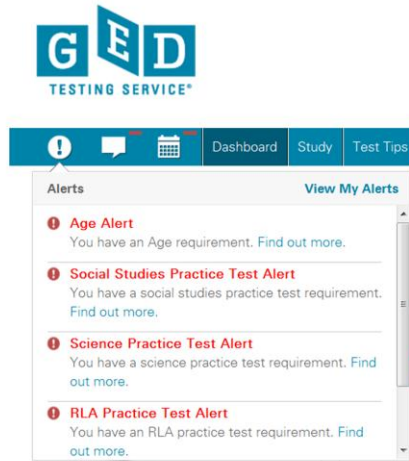 GED
TESTING SERVICE®
Dashboard Study Test Tips
Alerts View My Alerts
Age Alert
You have an Age requirement. Find out more.
Social Studies Practice Test Alert
You have a social studies practice test requirement.
Find out more.
Science Practice Test Alert
You have a science practice test requirement. Find
out more.
RLA Practice Test Alert
You have an RLA practice test requirement. Find
out more.